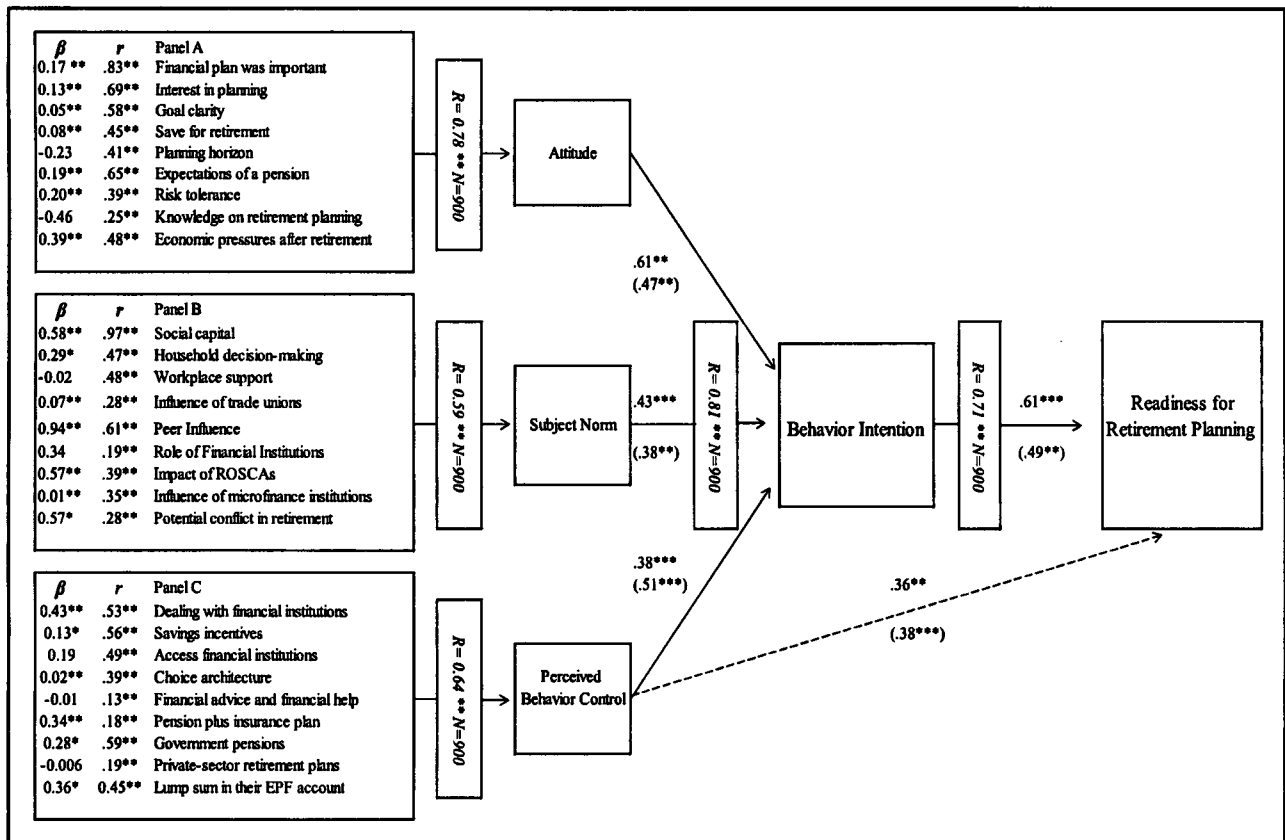 β r Panel A
0.17 ** .83** Financial plan was important
0.13** .69** Interest in planning
0.05** .58** Goal clarity
0.08** .45** Save for retirement
-0.23 .41** Planning horizon
0.19** .65** Expectations of a pension
0.20** .39** Risk tolerance
-0.46 .25** Knowledge on retirement planning
0.39** .48** Economic pressures after retirement
R= 0.78 ** N=900
Attitude
.61**
(.47**)
β r Panel B
0.58** .97** Social capital
0.29* .47** Household decision-making
-0.02 .48** Workplace support
0.07** .28** Influence of trade unions
0.94** .61** Peer Influence
0.34 .19** Role of Financial Institutions
0.57** .39** Impact of ROSCAs
0.01** .35** Influence of microfinance institutions
0.57* .28** Potential conflict in retirement
R= 0.59 ** N=900
Subject Norm
.43***
(.38**)
R= 0.81 ** N=900
Behavior Intention
R= 0.71 ** N=900
.61***
(.49**)
Readiness for
Retirement Planning
β r Panel C
0.43** .53** Dealing with financial institutions
0.13* .56** Savings incentives
0.19 .49** Access financial institutions
0.02** .39** Choice architecture
-0.01 .13** Financial advice and financial help
0.34** .18** Pension plus insurance plan
0.28* .59** Government pensions
-0.006 .19** Private-sector retirement plans
0.36* 0.45** Lump sum in their EPF account
R= 0.64 ** N=900
Perceived
Behavior Control
.38***
(.51***)
.36**
(.38***)